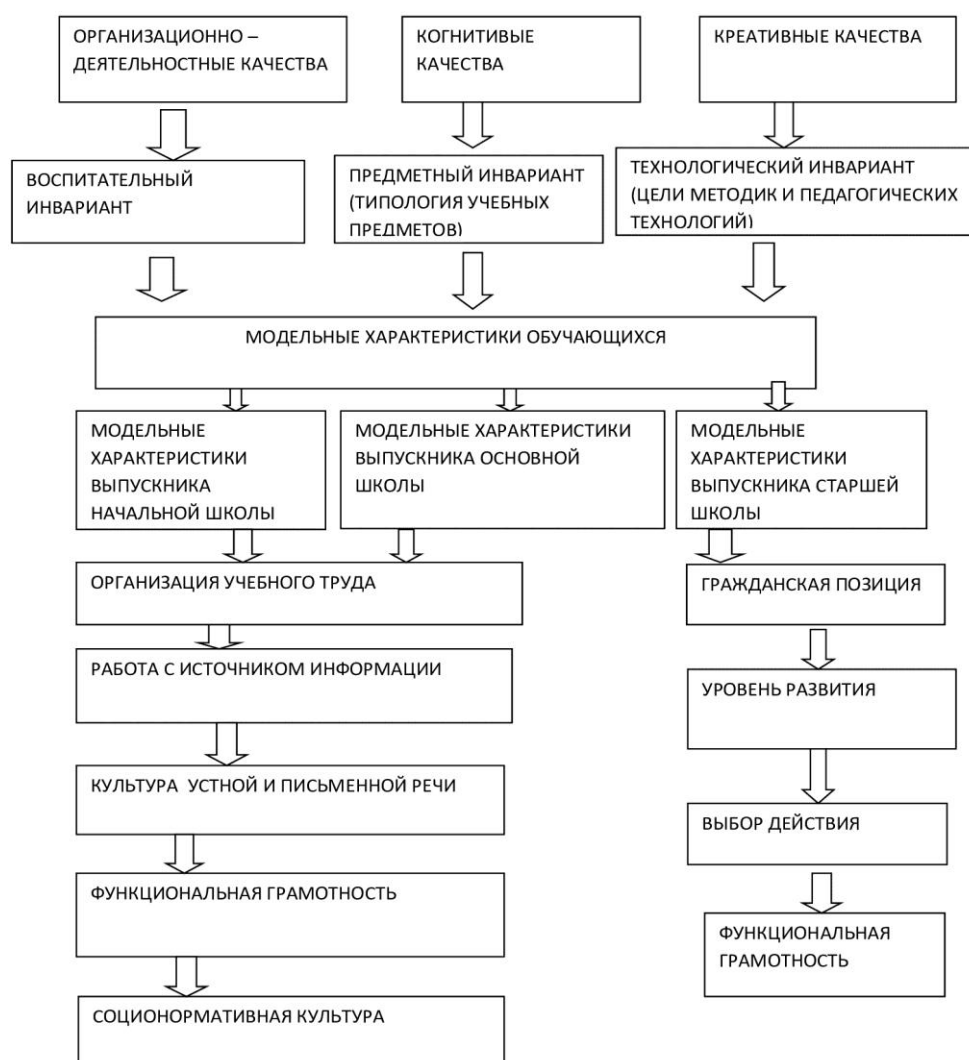 ОРГАНИЗАЦИОННО –
ДЕЯТЕЛЬНОСТНЫЕ КАЧЕСТВА
КОГНИТИВЫЕ
КАЧЕСТВА
КРЕАТИВНЫЕ КАЧЕСТВА
ВОСПИТАТЕЛЬНЫЙ
ИНВАРИАНТ
ПРЕДМЕТНЫЙ ИНВАРИАНТ
(ТИПОЛОГИЯ УЧЕБНЫХ
ПРЕДМЕТОВ)
ТЕХНОЛОГИЧЕСКИЙ ИНВАРИАНТ
(ЦЕЛИ МЕТОДИК И ПЕДАГОГИЧЕСКИХ
ТЕХНОЛОГИЙ)
МОДЕЛЬНЫЕ ХАРАКТЕРИСТИКИ ОБУЧАЮЩИХСЯ
МОДЕЛЬНЫЕ
ХАРАКТЕРИСТИКИ
ВЫПУСКНИКА
НАЧАЛЬНОЙ ШКОЛЫ
МОДЕЛЬНЫЕ ХАРАКТЕРИСТИКИ
ВЫПУСКНИКА ОСНОВНОЙ
ШКОЛЫ
МОДЕЛЬНЫЕ
ХАРАКТЕРИСТИКИ
ВЫПУСКНИКА СТАРШЕЙ
ШКОЛЫ
ОРГАНИЗАЦИЯ УЧЕБНОГО ТРУДА
РАБОТА С ИСТОЧНИКОМ ИНФОРМАЦИИ
КУЛЬТУРА УСТНОЙ И ПИСЬМЕННОЙ РЕЧИ
ФУНКЦИОНАЛЬНАЯ ГРАМОТНОСТЬ
СОЦИОНОРМАТИВНАЯ КУЛЬТУРА
ГРАЖДАНСКАЯ ПОЗИЦИЯ
УРОВЕНЬ РАЗВИТИЯ
ВЫБОР ДЕЙСТВИЯ
ФУНКЦИОНАЛЬНАЯ
ГРАМОТНОСТЬ